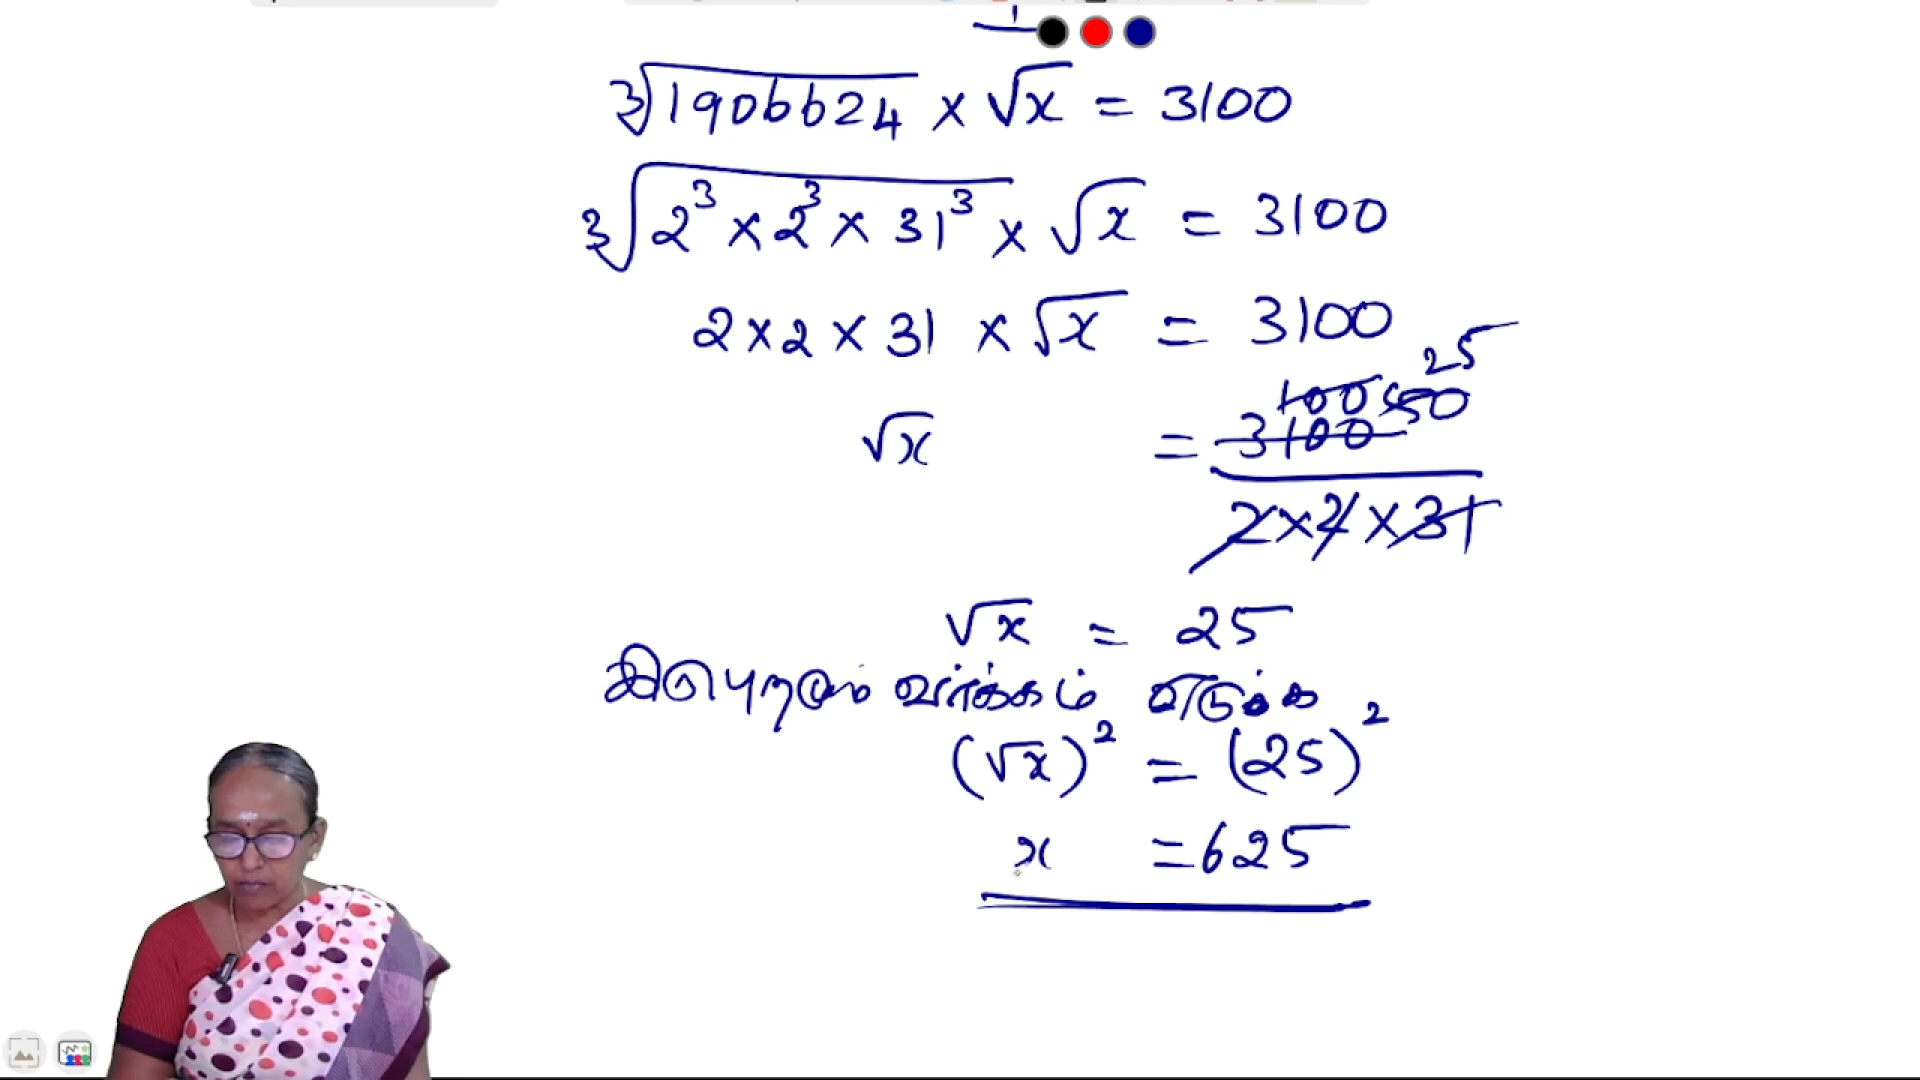 ∛1906624 × √x = 3100
∛2³ × 2³ × 31³ × √x = 3100
2 × 2 × 31 × √x = 3100
25
100 50
√x = 3100
2 × 2 × 31
√x = 25
இருபுறமும் வர்க்கம் எடுக்க
(√x)² = (25)²
x = 625